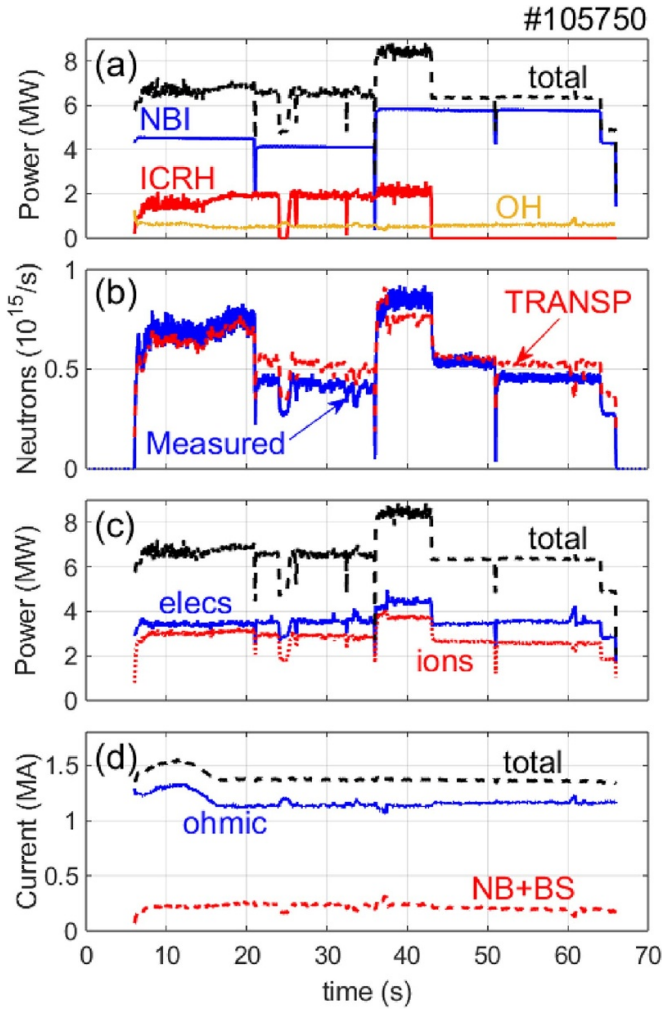 #105750
8
6
4
2
0
Power (MW)
(a)
total
NBI
ICRH
OH
1
0.5
0
Neutrons (10^15/s)
(b)
TRANSP
Measured
8
6
4
2
0
Power (MW)
(c)
total
elecs
ions
1.5
1
0.5
0
Current (MA)
(d)
total
ohmic
NB+BS
0 10 20 30 40 50 60 70
time (s)